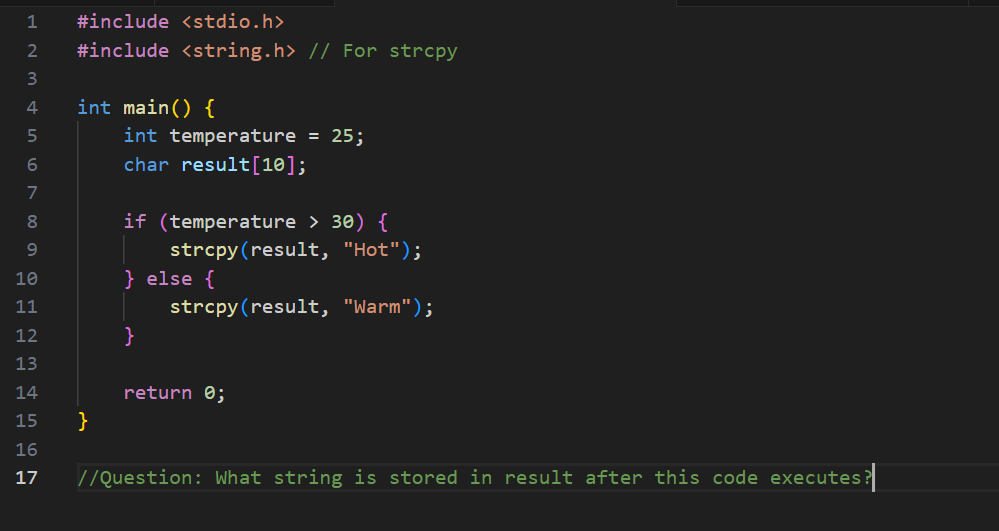 1 #include <stdio.h>
2 #include <string.h> // For strcpy
3
4 int main() {
5     int temperature = 25;
6     char result[10];
7
8     if (temperature > 30) {
9         strcpy(result, "Hot");
10     } else {
11         strcpy(result, "Warm");
12     }
13
14     return 0;
15 }
16
17 //Question: What string is stored in result after this code executes?